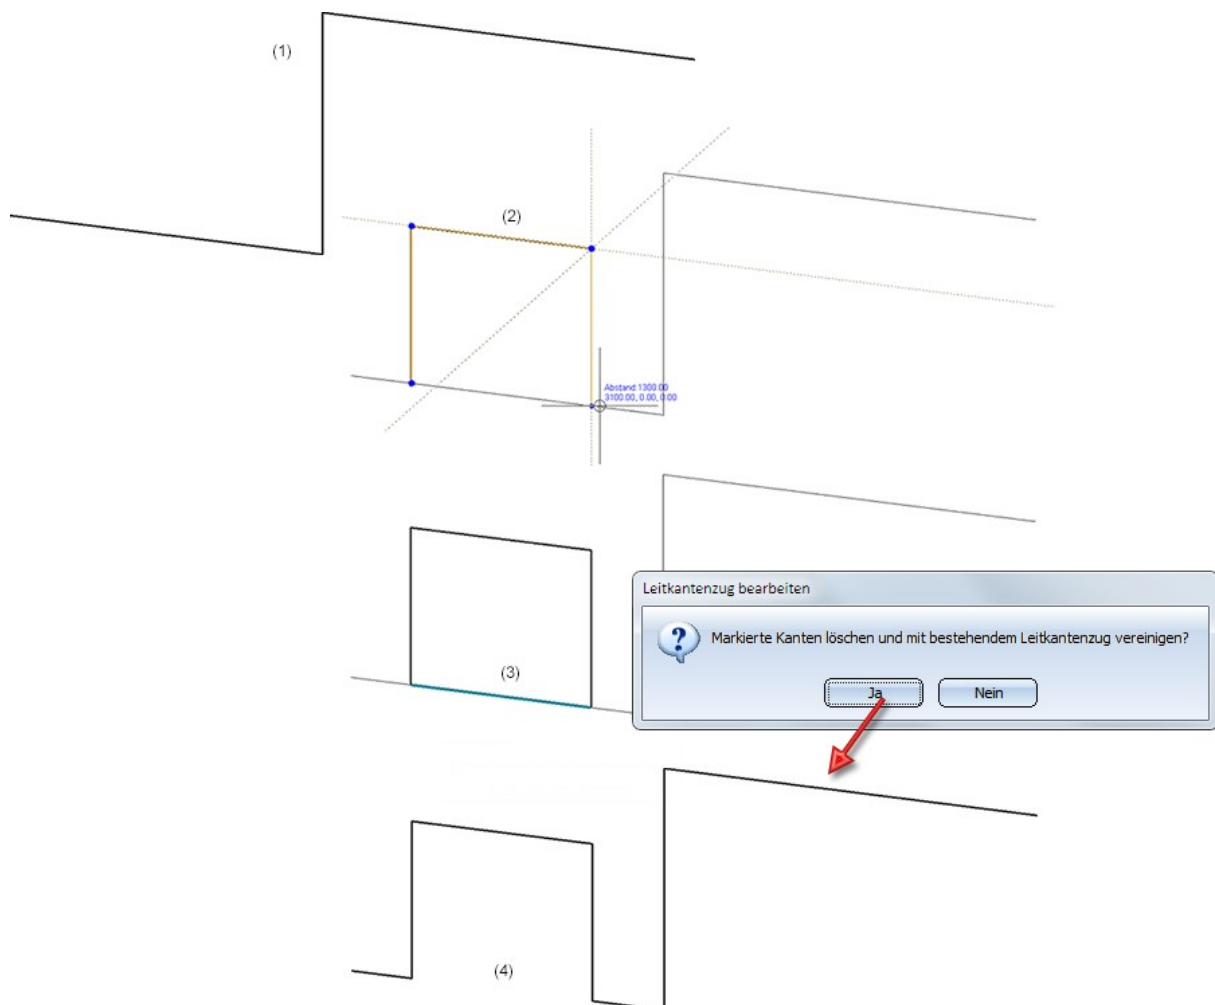 (1)
(2)
Abstand 1300.00
3100.00, 0.00, 0.00
Leitkantenzug bearbeiten
Markierte Kanten löschen und mit bestehendem Leitkantenzug vereinigen?
(3)
Ja
Nein
(4)